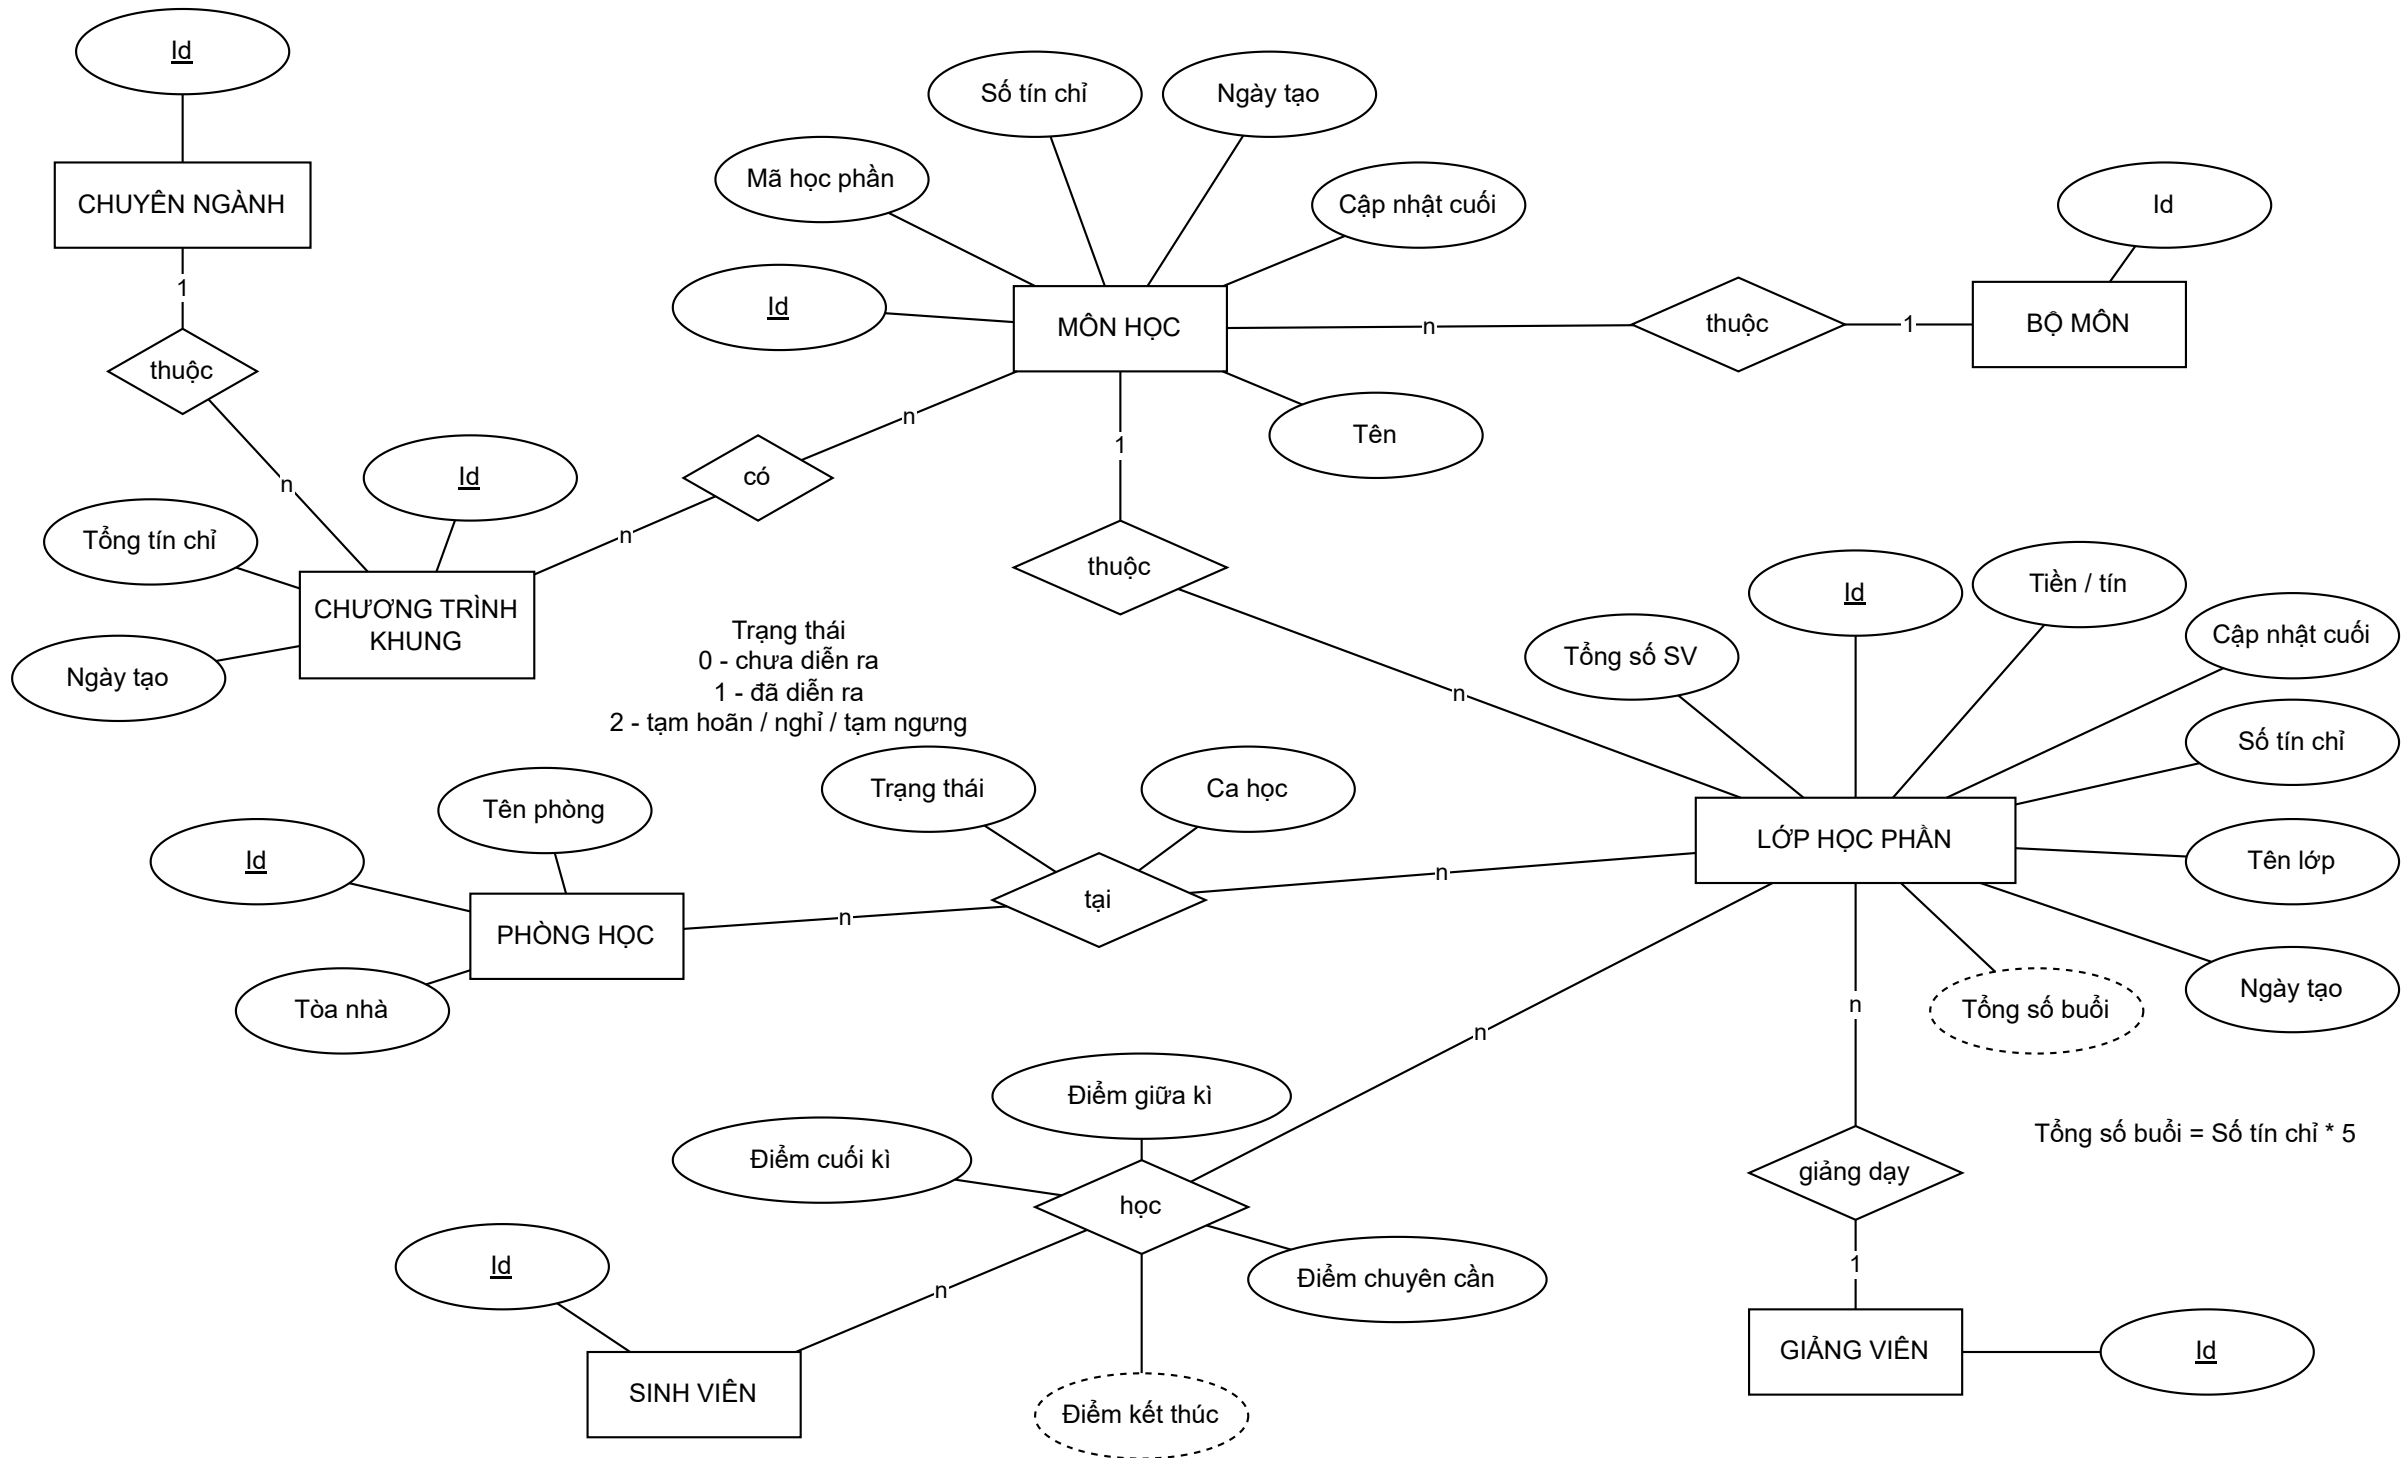 Id
Số tín chỉ
Ngày tạo
Mã học phần
Cập nhật cuối
Id
CHUYÊN NGÀNH
1
thuộc
Id
MÔN HỌC
n
thuộc
1
BỘ MÔN
n
1
Tên
n
Id
có
n
Tổng tín chỉ
thuộc
Id
Tiền / tín
CHƯƠNG TRÌNH
KHUNG
Tổng số SV
Cập nhật cuối
Ngày tạo
Trạng thái
0 - chưa diễn ra
1 - đã diễn ra
2 - tạm hoãn / nghỉ / tạm ngưng
n
Số tín chỉ
Tên phòng
Trạng thái
Ca học
LỚP HỌC PHẦN
Id
n
Tên lớp
PHÒNG HỌC
n
tại
Tòa nhà
n
n
Tổng số buổi
Ngày tạo
Điểm giữa kì
Điểm cuối kì
Tổng số buổi = Số tín chỉ * 5
học
giảng dạy
Id
n
Điểm chuyên cần
1
SINH VIÊN
Điểm kết thúc
GIẢNG VIÊN
Id